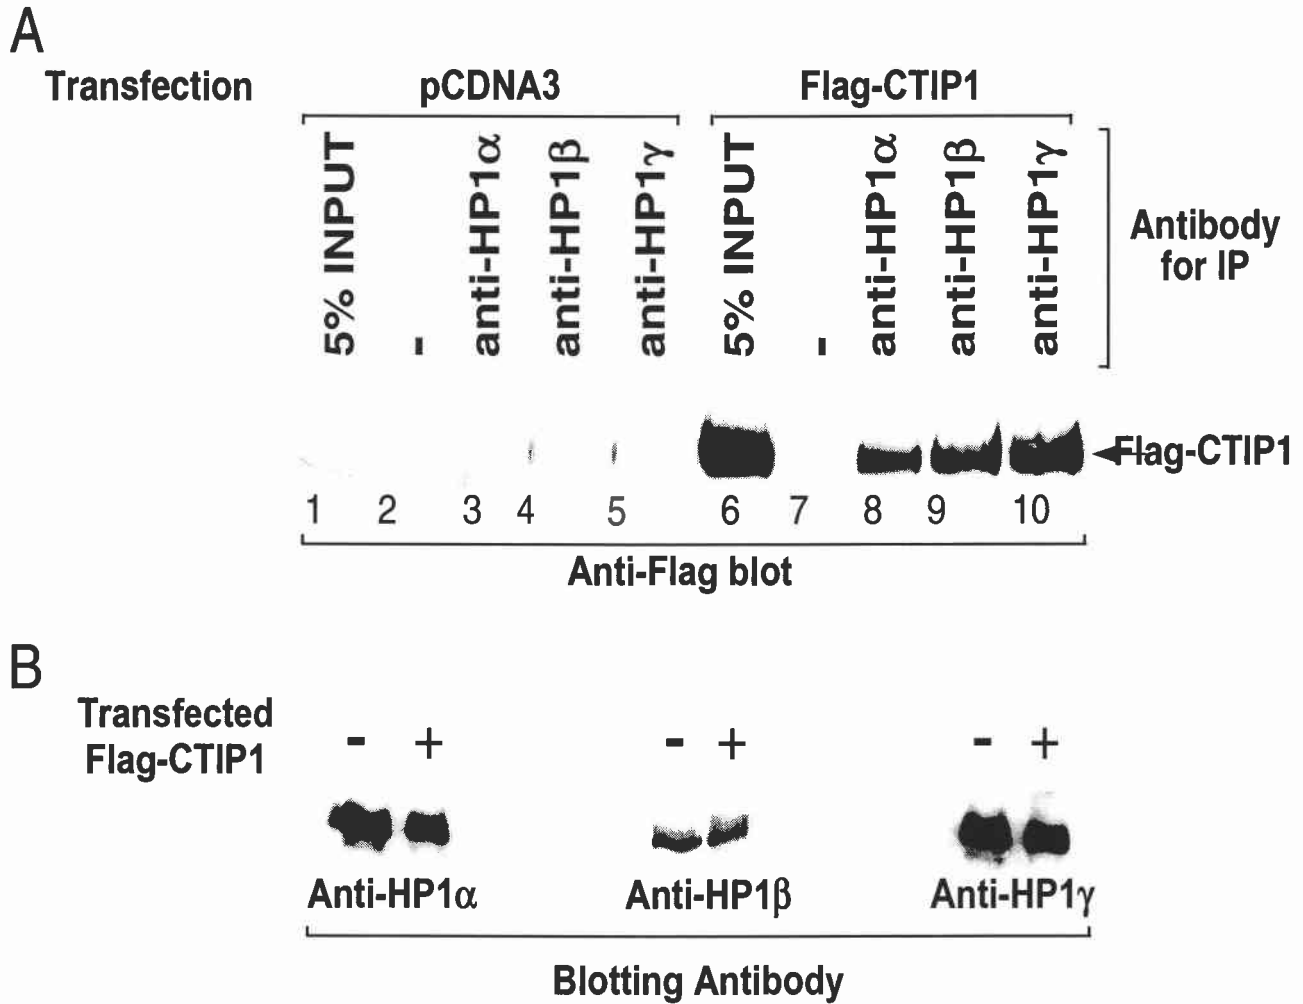 A
Transfection pCDNA3 Flag-CTIP1
5% INPUT - anti-HP1α anti-HP1β anti-HP1γ 5% INPUT - anti-HP1α anti-HP1β anti-HP1γ
Antibody
for IP
Flag-CTIP1
1 2 3 4 5 6 7 8 9 10
Anti-Flag blot
B
Transfected
Flag-CTIP1
- + - + - +
Anti-HP1α Anti-HP1β Anti-HP1γ
Blotting Antibody